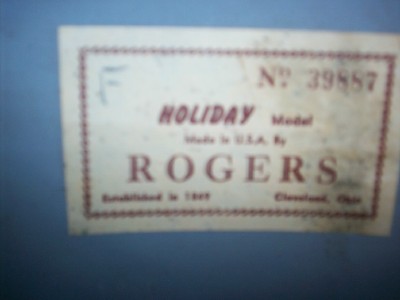 F Nº 39887
HOLIDAY Model
Made in U.S.A. By
ROGERS
Established in 1849 Cleveland, Ohio